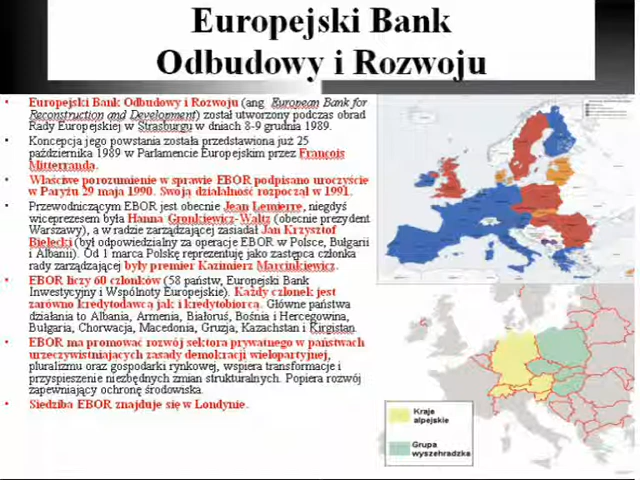 Europejski Bank
Odbudowy i Rozwoju
• Europejski Bank Odbudowy i Rozwoju (ang. European Bank for
Reconstruction and Development) został utworzony podczas obrad
Rady Europejskiej w Strasburgu w dniach 8-9 grudnia 1989.
• Koncepcja jego powstania została przedstawiona już 25
października 1989 w Parlamencie Europejskim przez François
Mitterranda.
• Właściwe porozumienie w sprawie EBOR podpisano uroczyście
w Paryżu 29 maja 1990. Swoją działalność rozpoczął w 1991.
• Przewodniczącym EBOR jest obecnie Jean Lemierre, niegdyś
wiceprezesem była Hanna Gronkiewicz-Waltz (obecnie prezydent
Warszawy), a w radzie zarządzającej zasiadał Jan Krzysztof
Bielecki (był odpowiedzialny za operacje EBOR w Polsce, Bułgarii
i Albanii). Od 1 marca Polskę reprezentuję jako zastępca członka
rady zarządzającej były premier Kazimierz Marcinkiewicz.
• EBOR liczy 60 członków (58 państw, Europejski Bank
Inwestycyjny i Wspólnoty Europejskie). Każdy członek jest
zarówno kredytodawcą jak i kredytobiorcą. Główne państwa
działania to Albania, Armenia, Białoruś, Bośnia i Hercegowina,
Bułgaria, Chorwacja, Macedonia, Gruzja, Kazachstan i Kirgistan.
• EBOR ma promować rozwój sektora prywatnego w państwach
urzeczywistniających zasady demokracji wielopartyjnej,
pluralizmu oraz gospodarki rynkowej, wspiera transformacje i
przyspieszenie niezbędnych zmian strukturalnych. Popiera rozwój
zapewniający ochronę środowiska.
• Siedziba EBOR znajduje się w Londynie.
Kraje
alpejskie
Grupa
wyszehradzka